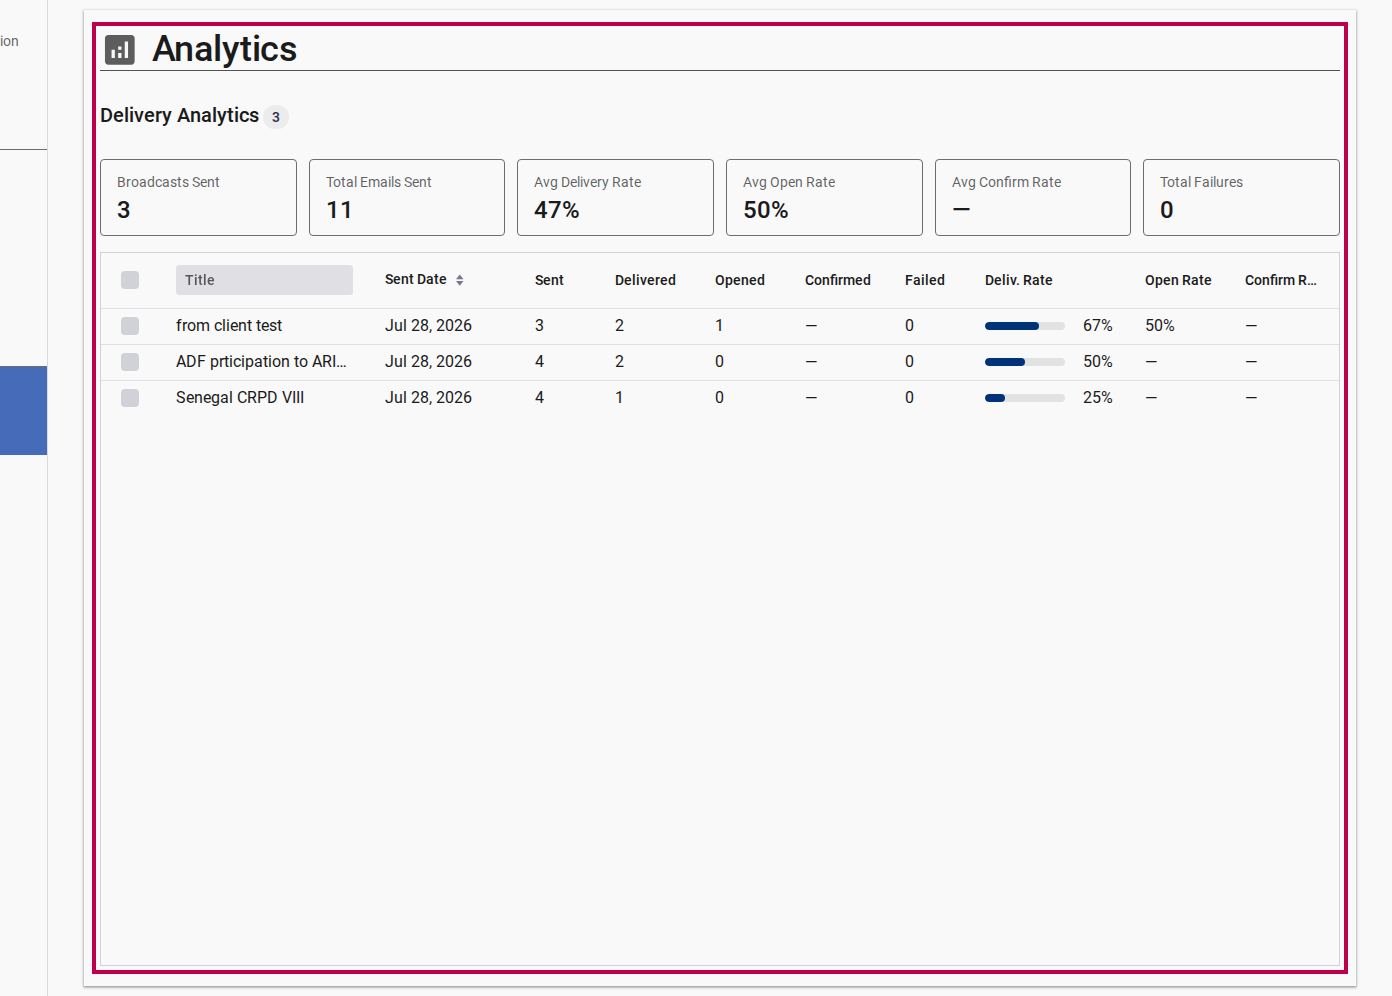 ion
Analytics
Delivery Analytics 3
Broadcasts Sent
3
Total Emails Sent
11
Avg Delivery Rate
47%
Avg Open Rate
50%
Avg Confirm Rate
—
Total Failures
0
Title Sent Date Sent Delivered Opened Confirmed Failed Deliv. Rate Open Rate Confirm R...
from client test Jul 28, 2026 3 2 1 — 0 67% 50% —
ADF prticipation to ARI... Jul 28, 2026 4 2 0 — 0 50% — —
Senegal CRPD VIII Jul 28, 2026 4 1 0 — 0 25% — —